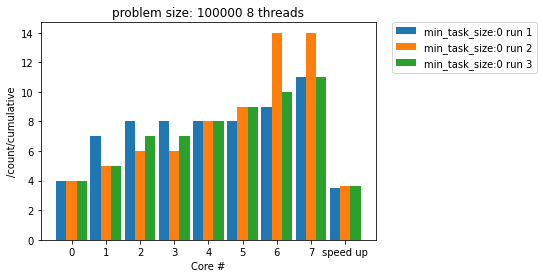 problem size: 100000 8 threads
min_task_size:0 run 1
min_task_size:0 run 2
min_task_size:0 run 3
/count/cumulative
14
12
10
8
6
4
2
0
0 1 2 3 4 5 6 7 speed up
Core #